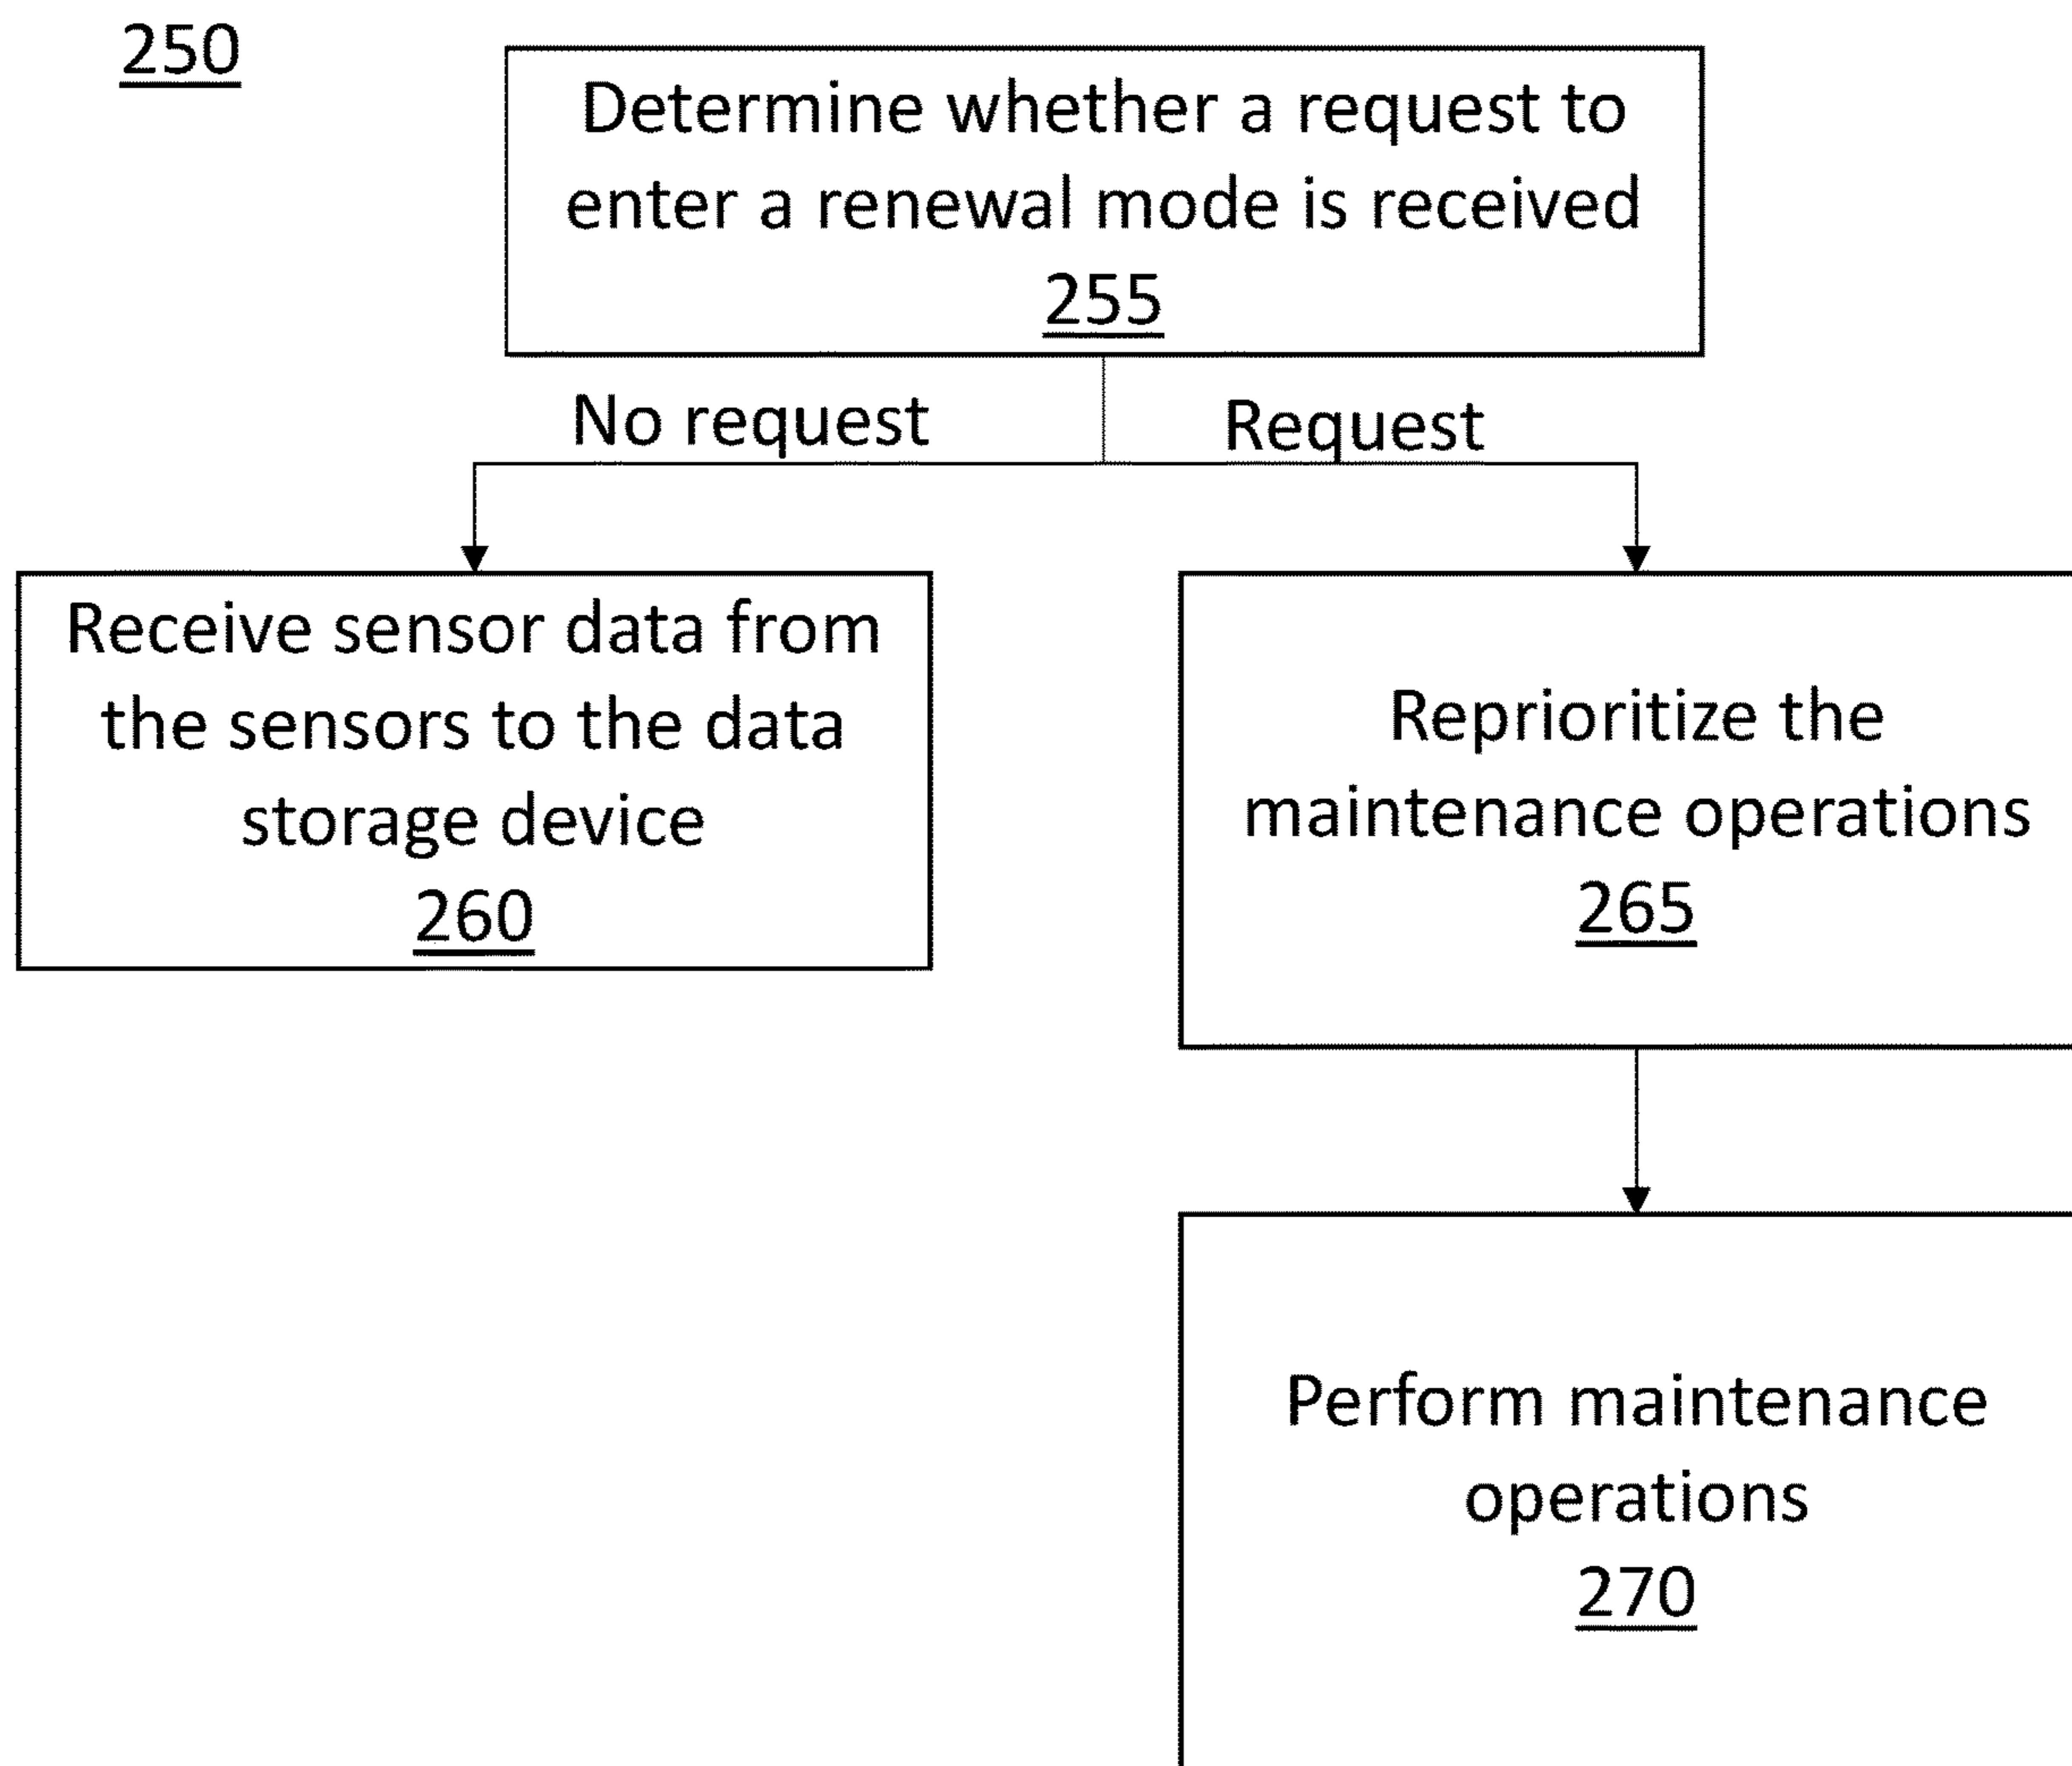 250
Determine whether a request to
enter a renewal mode is received
255
No request
Request
Receive sensor data from
the sensors to the data
storage device
260
Reprioritize the
maintenance operations
265
Perform maintenance
operations
270